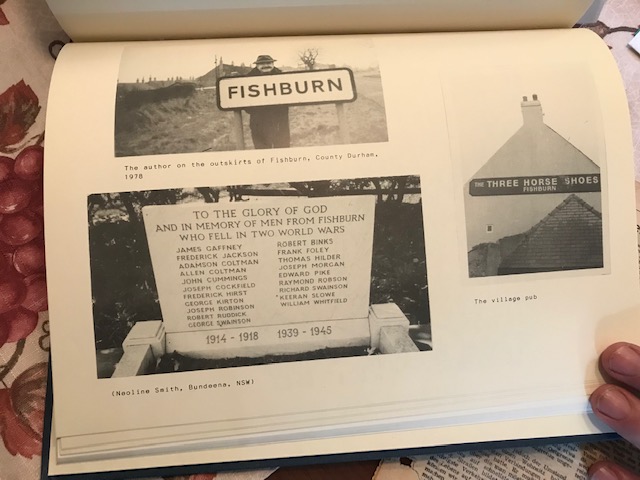 FISHBURN
The author on the outskirts of Fishburn, County Durham,
1978
TO THE GLORY OF GOD
AND IN MEMORY OF MEN FROM FISHBURN
WHO FELL IN TWO WORLD WARS
JAMES GAFFNEY
FREDERICK JACKSON
ADAMSON COLTMAN
ALLEN COLTMAN
JOHN CUMMINGS
JOSEPH COCKFIELD
FREDERICK HIRST
GEORGE KIRTON
JOSEPH ROBINSON
ROBERT RUDDICK
GEORGE SWAINSON
ROBERT BINKS
FRANK FOLEY
THOMAS HILDER
JOSEPH MORGAN
EDWARD PIKE
RAYMOND ROBSON
RICHARD SWAINSON
KEERAN SLOWE
WILLIAM WHITFIELD
1914 - 1918 1939 - 1945
(Neoline Smith, Bundeena, NSW)
THE THREE HORSE SHOES
FISHBURN
The village pub